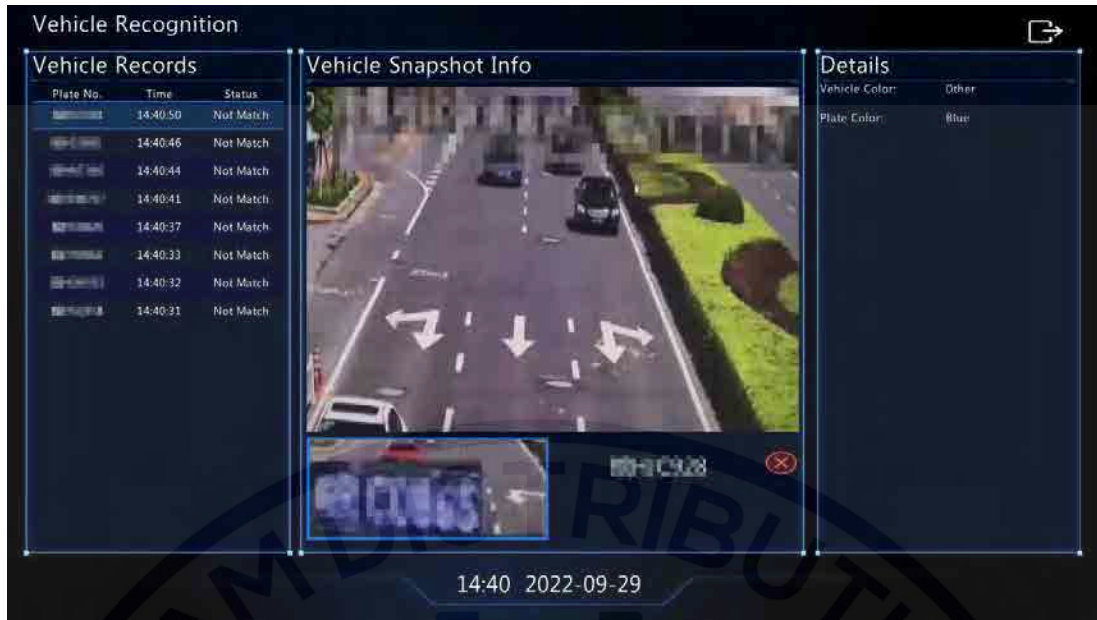 Vehicle Recognition
Vehicle Records
Plate No. Time Status
14:40:50 Not Match
14:40:46 Not Match
14:40:44 Not Match
14:40:41 Not Match
14:40:37 Not Match
14:40:33 Not Match
14:40:32 Not Match
14:40:31 Not Match
Vehicle Snapshot Info
Details
Vehicle Color: Other
Plate Color: Blue
14:40 2022-09-29